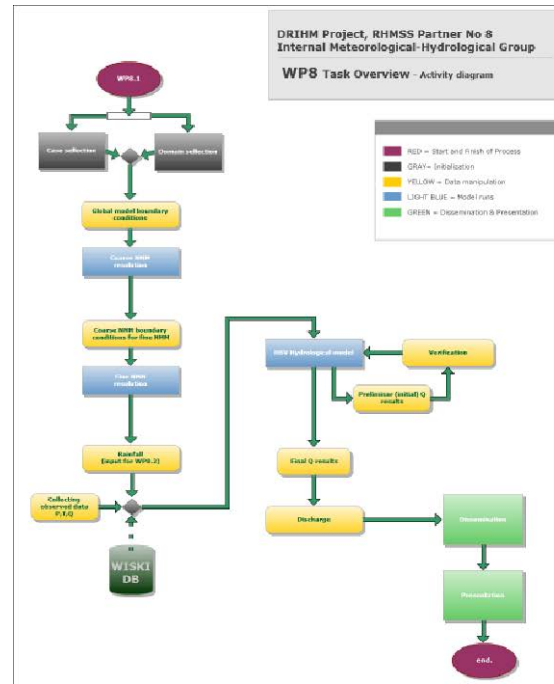 DRIHM Project, RHMSS Partner No 8
Internal Meteorological-Hydrological Group
WP8 Task Overview - Activity diagram
RED = Start and Finish of Process
GRAY= Initialisation
YELLOW = Data manipulation
LIGHT BLUE = Model runs
GREEN= Dissemination & Presentation
WP8.1
Case selection
Domain selection
Global model boundary
conditions
Coarse NMM
resolution
Coarse NMM boundary
conditions for fine NMM
Fine NMM
resolution
Rainfall
(input for WP8.2)
Collecting
observed data
P,T,Q
WISKI
DB
Hydrological model
Verification
Preliminar (initial) Q
results
Final Q results
Discharge
Dissemination
Presentation
end.